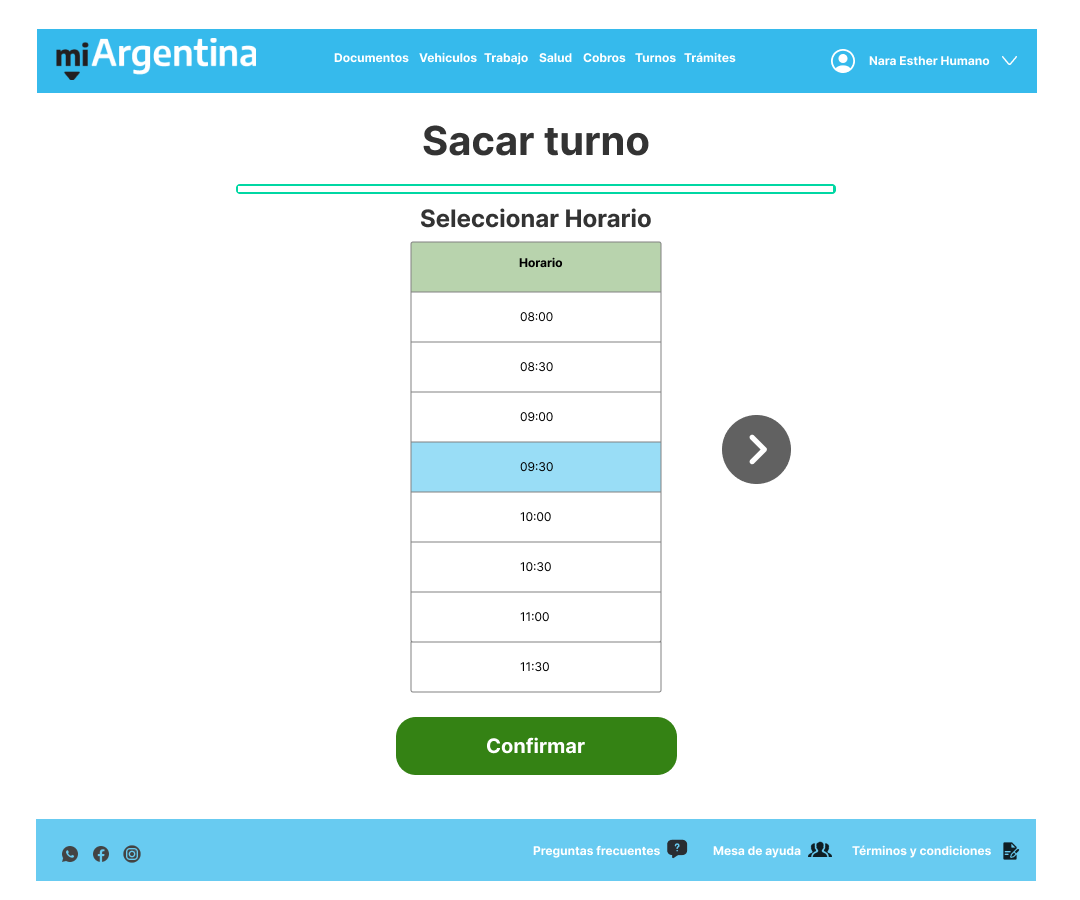 miArgentina
Documentos Vehículos Trabajo Salud Cobros Turnos Trámites
Nara Esther Humano
Sacar turno
Seleccionar Horario
Horario
08:00
08:30
09:00
09:30
10:00
10:30
11:00
11:30
Confirmar
Preguntas frecuentes ?
Mesa de ayuda
Términos y condiciones